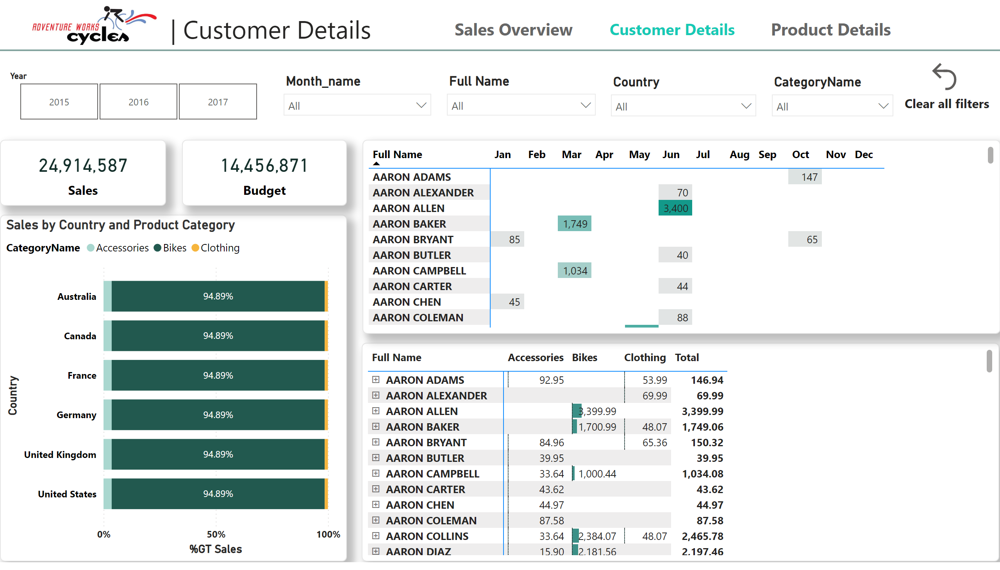 ADVENTURE WORKS
cycles
| Customer Details
Sales Overview
Customer Details
Product Details
Year
2015 2016 2017
Month_name
All
Full Name
All
Country
All
CategoryName
All
Clear all filters
24,914,587
Sales
14,456,871
Budget
Sales by Country and Product Category
CategoryName Accessories Bikes Clothing
Country
Australia 94.89%
Canada 94.89%
France 94.89%
Germany 94.89%
United Kingdom 94.89%
United States 94.89%
0% 50% 100%
%GT Sales
Full Name Jan Feb Mar Apr May Jun Jul Aug Sep Oct Nov Dec
AARON ADAMS 147
AARON ALEXANDER 70
AARON ALLEN 3,400
AARON BAKER 1,749
AARON BRYANT 85 65
AARON BUTLER 40
AARON CAMPBELL 1,034
AARON CARTER 44
AARON CHEN 45
AARON COLEMAN 88
Full Name Accessories Bikes Clothing Total
AARON ADAMS 92.95 53.99 146.94
AARON ALEXANDER 69.99 69.99
AARON ALLEN 3,399.99 3,399.99
AARON BAKER 1,700.99 48.07 1,749.06
AARON BRYANT 84.96 65.36 150.32
AARON BUTLER 39.95 39.95
AARON CAMPBELL 33.64 1,000.44 1,034.08
AARON CARTER 43.62 43.62
AARON CHEN 44.97 44.97
AARON COLEMAN 87.58 87.58
AARON COLLINS 33.64 2,384.07 48.07 2,465.78
AARON DIAZ 15.90 2,181.56 2,197.46